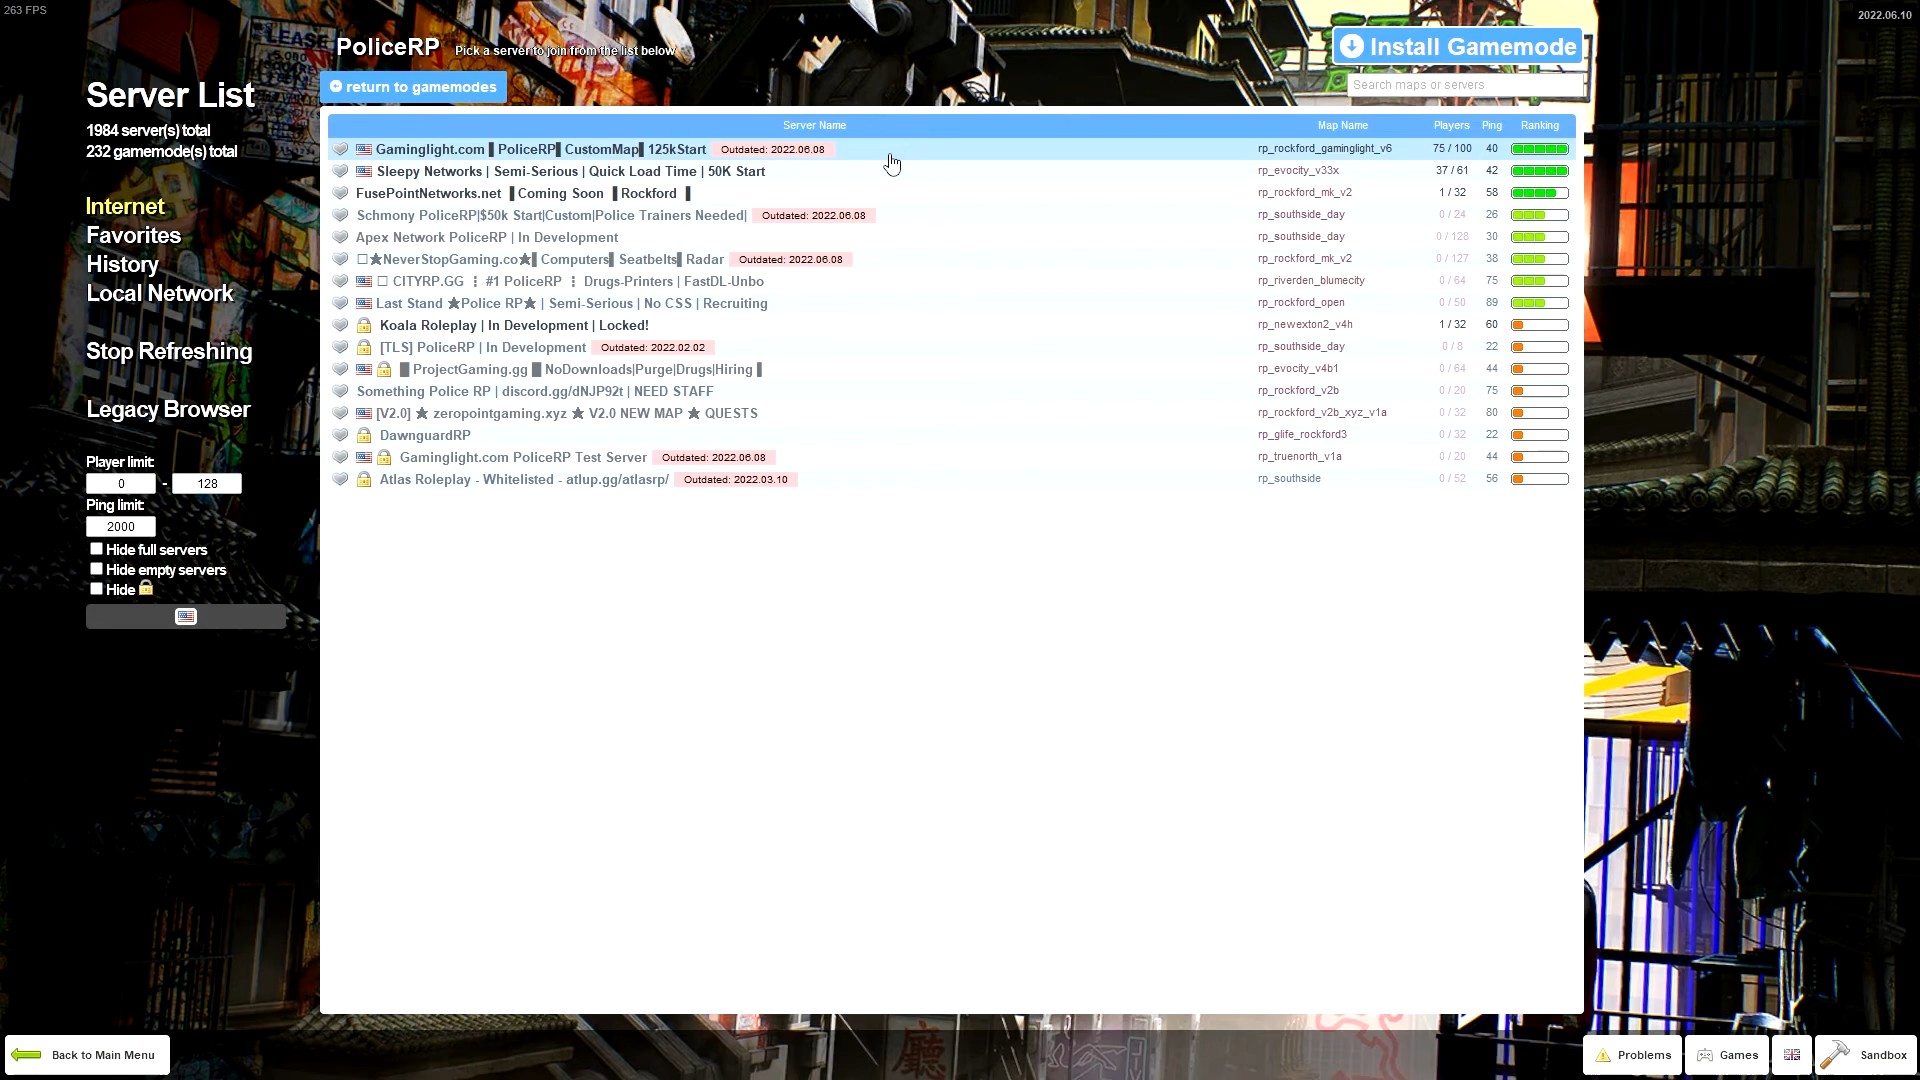 263 FPS
2022.06.10
PoliceRP Pick a server to join from the list below
Install Gamemode
return to gamemodes
Search maps or servers
Server List
1984 server(s) total
232 gamemode(s) total
Internet
Favorites
History
Local Network
Stop Refreshing
Legacy Browser
Player limit:
0 - 128
Ping limit:
2000
Hide full servers
Hide empty servers
Hide
Server Name Map Name Players Ping Ranking
Gaminglight.com ▌PoliceRP▌CustomMap▌125kStart Outdated: 2022.06.08 rp_rockford_gaminglight_v6 75 / 100 40
Sleepy Networks | Semi-Serious | Quick Load Time | 50K Start rp_evocity_v33x 37 / 61 42
FusePointNetworks.net ▐ Coming Soon ▐ Rockford ▐ rp_rockford_mk_v2 1 / 32 58
Schmony PoliceRP|$50k Start|Custom|Police Trainers Needed| Outdated: 2022.06.08 rp_southside_day 0 / 24 26
Apex Network PoliceRP | In Development rp_southside_day 0 / 128 30
☐★NeverStopGaming.co★▌Computers▌Seatbelts▌Radar Outdated: 2022.06.08 rp_rockford_mk_v2 0 / 127 38
☐ CITYRP.GG ⋮ #1 PoliceRP ⋮ Drugs-Printers | FastDL-Unbo rp_riverden_blumecity 0 / 64 75
Last Stand ★Police RP★ | Semi-Serious | No CSS | Recruiting rp_rockford_open 0 / 50 89
Koala Roleplay | In Development | Locked! rp_newexton2_v4h 1 / 32 60
[TLS] PoliceRP | In Development Outdated: 2022.02.02 rp_southside_day 0 / 8 22
█ ProjectGaming.gg █ NoDownloads|Purge|Drugs|Hiring ▌ rp_evocity_v4b1 0 / 64 44
Something Police RP | discord.gg/dNJP92t | NEED STAFF rp_rockford_v2b 0 / 20 75
[V2.0] ★ zeropointgaming.xyz ★ V2.0 NEW MAP ★ QUESTS rp_rockford_v2b_xyz_v1a 0 / 32 80
DawnguardRP rp_glife_rockford3 0 / 32 22
Gaminglight.com PoliceRP Test Server Outdated: 2022.06.08 rp_truenorth_v1a 0 / 20 44
Atlas Roleplay - Whitelisted - atlup.gg/atlasrp/ Outdated: 2022.03.10 rp_southside 0 / 52 56
Back to Main Menu
Problems
Games
Sandbox